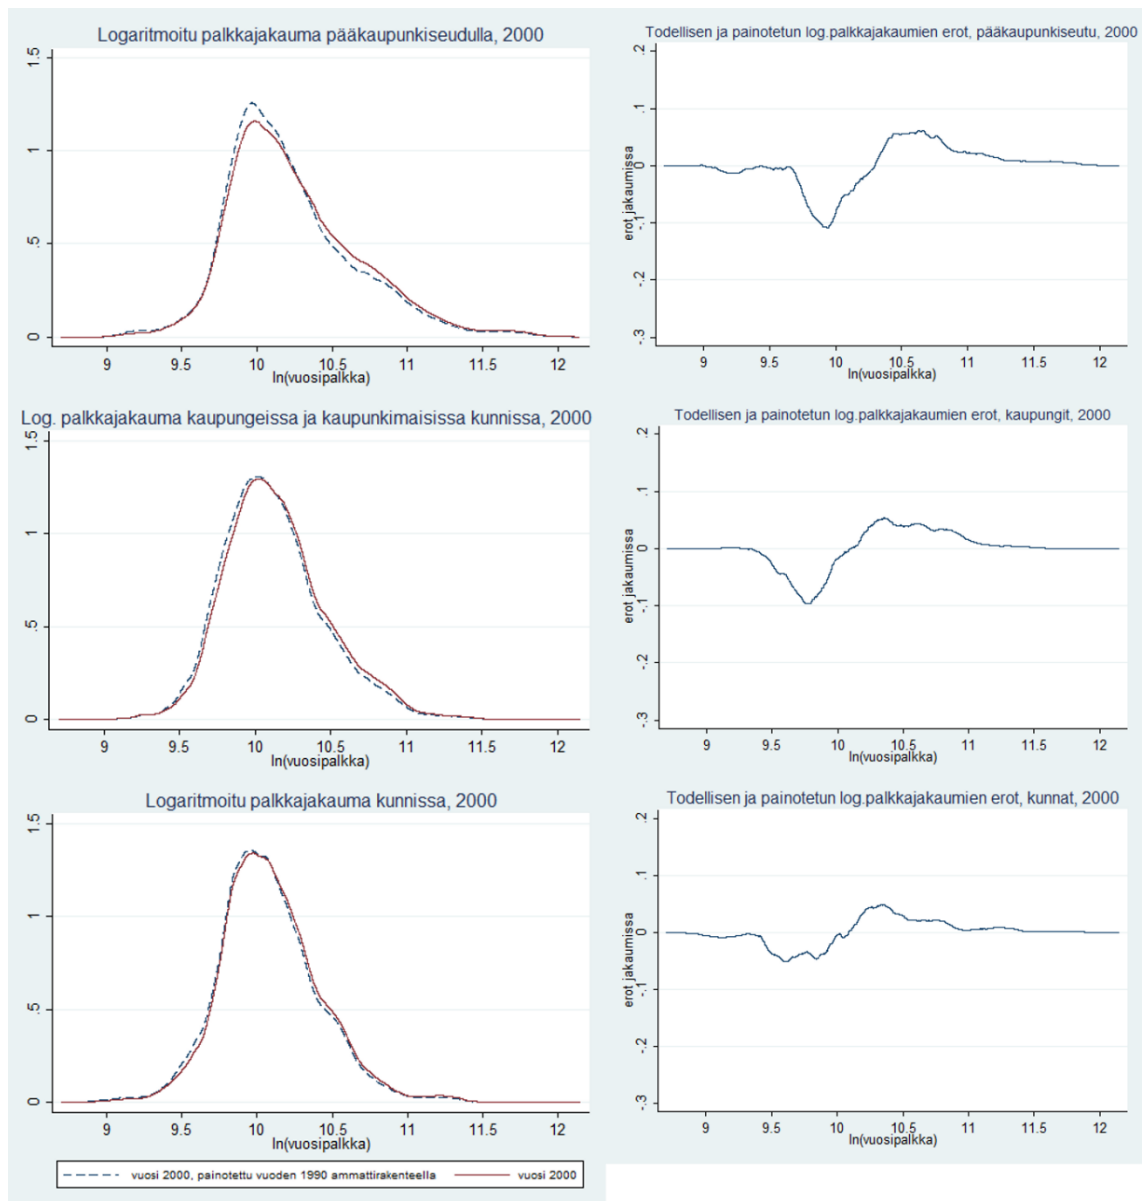 Logaritmoitu palkkajakauma pääkaupunkiseudulla, 2000
1.5
1
.5
0
9 9.5 10 10.5 11 11.5 12
ln(vuosipalkka)
Todellisen ja painotetun log.palkkajakaumien erot, pääkaupunkiseutu, 2000
erot jakaumissa
.2
.1
0
-.1
-.2
-.3
9 9.5 10 10.5 11 11.5 12
ln(vuosipalkka)
Log. palkkajakauma kaupungeissa ja kaupunkimaisissa kunnissa, 2000
1.5
1
.5
0
9 9.5 10 10.5 11 11.5 12
ln(vuosipalkka)
Todellisen ja painotetun log.palkkajakaumien erot, kaupungit, 2000
erot jakaumissa
.2
.1
0
-.1
-.2
-.3
9 9.5 10 10.5 11 11.5 12
ln(vuosipalkka)
Logaritmoitu palkkajakauma kunnissa, 2000
1.5
1
.5
0
9 9.5 10 10.5 11 11.5 12
ln(vuosipalkka)
Todellisen ja painotetun log.palkkajakaumien erot, kunnat, 2000
erot jakaumissa
.2
.1
0
-.1
-.2
-.3
9 9.5 10 10.5 11 11.5 12
ln(vuosipalkka)
vuosi 2000, painotettu vuoden 1990 ammattirakenteella vuosi 2000